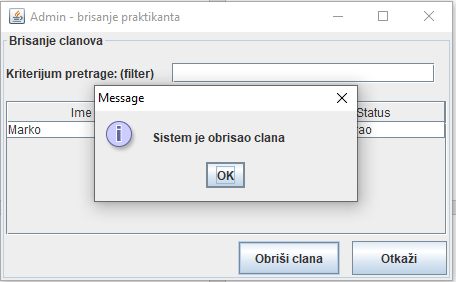 Admin - brisanje praktikanta
Brisanje clanova
Kriterijum pretrage: (filter)
Message
Ime
Status
Marko
Sistem je obrisao clana
OK
Obriši clana
Otkaži